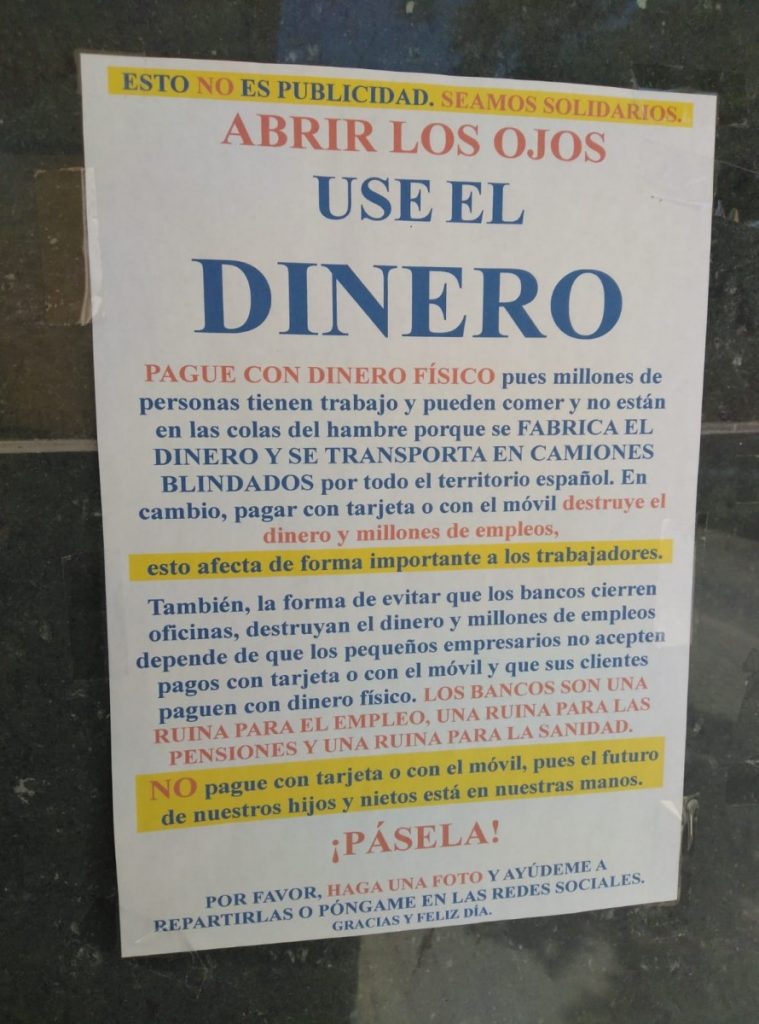 ESTO NO ES PUBLICIDAD. SEAMOS SOLIDARIOS.
ABRIR LOS OJOS
USE EL
DINERO
PAGUE CON DINERO FÍSICO pues millones de
personas tienen trabajo y pueden comer y no están
en las colas del hambre porque se FABRICA EL
DINERO Y SE TRANSPORTA EN CAMIONES
BLINDADOS por todo el territorio español. En
cambio, pagar con tarjeta o con el móvil destruye el
dinero y millones de empleos,
esto afecta de forma importante a los trabajadores.
También, la forma de evitar que los bancos cierren
oficinas, destruyan el dinero y millones de empleos
depende de que los pequeños empresarios no acepten
pagos con tarjeta o con el móvil y que sus clientes
paguen con dinero físico. LOS BANCOS SON UNA
RUINA PARA EL EMPLEO, UNA RUINA PARA LAS
PENSIONES Y UNA RUINA PARA LA SANIDAD.
NO pague con tarjeta o con el móvil, pues el futuro
de nuestros hijos y nietos está en nuestras manos.
¡PÁSELA!
POR FAVOR, HAGA UNA FOTO Y AYÚDEME A
REPARTIRLAS O PÓNGAME EN LAS REDES SOCIALES.
GRACIAS Y FELIZ DÍA.